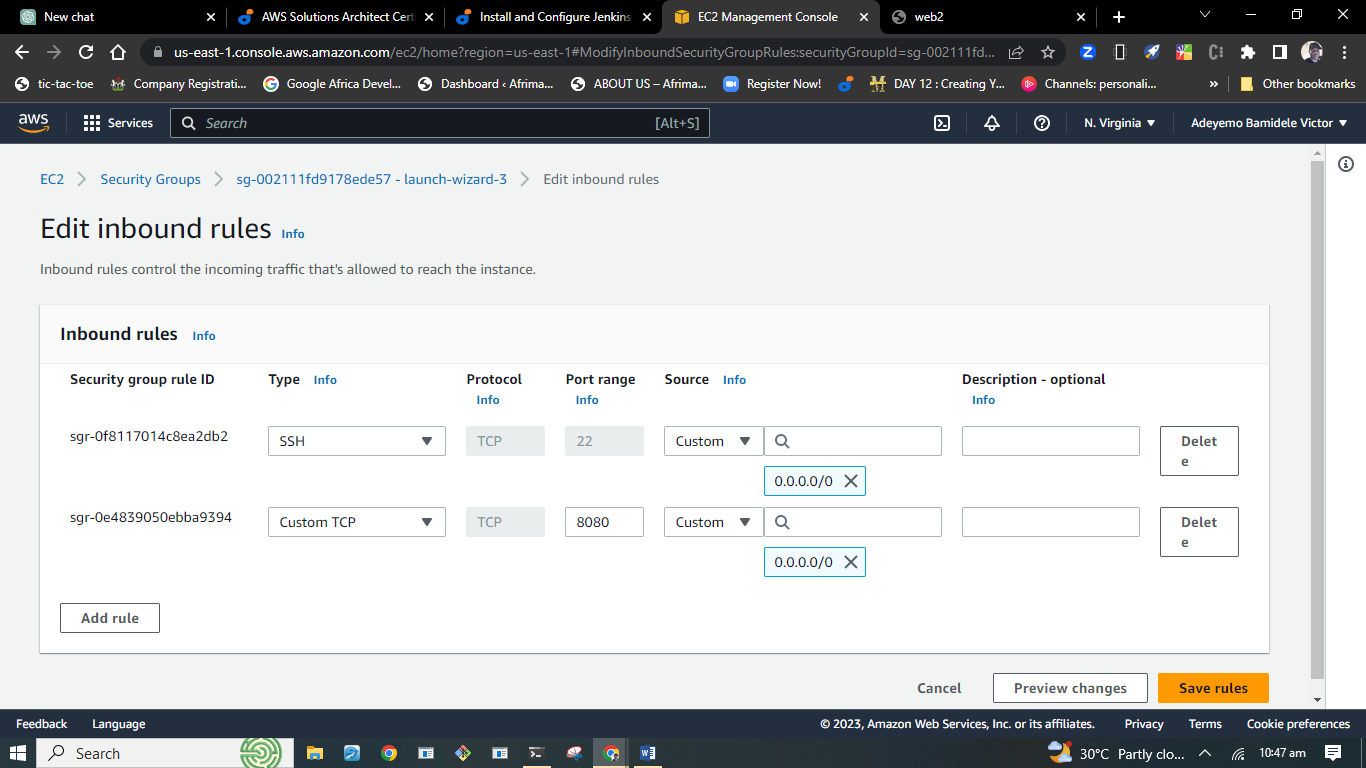 New chat
AWS Solutions Architect Cert
Install and Configure Jenkins
EC2 Management Console
web2
us-east-1.console.aws.amazon.com/ec2/home?region=us-east-1#ModifyInboundSecurityGroupRules:securityGroupId=sg-002111fd...
tic-tac-toe
Company Registrati...
Google Africa Devel...
Dashboard ‹ Afrima...
ABOUT US – Afrima...
Register Now!
DAY 12 : Creating Y...
Channels: personali...
»
Other bookmarks
aws
Services
Search
[Alt+S]
N. Virginia
Adeyemo Bamidele Victor
EC2
Security Groups
sg-002111fd9178ede57 - launch-wizard-3
Edit inbound rules
Edit inbound rules Info
Inbound rules control the incoming traffic that's allowed to reach the instance.
Inbound rules Info
Security group rule ID
Type Info
Protocol
Info
Port range
Info
Source Info
Description - optional
Info
sgr-0f8117014c8ea2db2
SSH
TCP
22
Custom
0.0.0.0/0
Delet
e
sgr-0e4839050ebba9394
Custom TCP
TCP
8080
Custom
0.0.0.0/0
Delet
e
Add rule
Cancel
Preview changes
Save rules
Feedback
Language
© 2023, Amazon Web Services, Inc. or its affiliates.
Privacy
Terms
Cookie preferences
Search
30°C Partly clo...
10:47 am